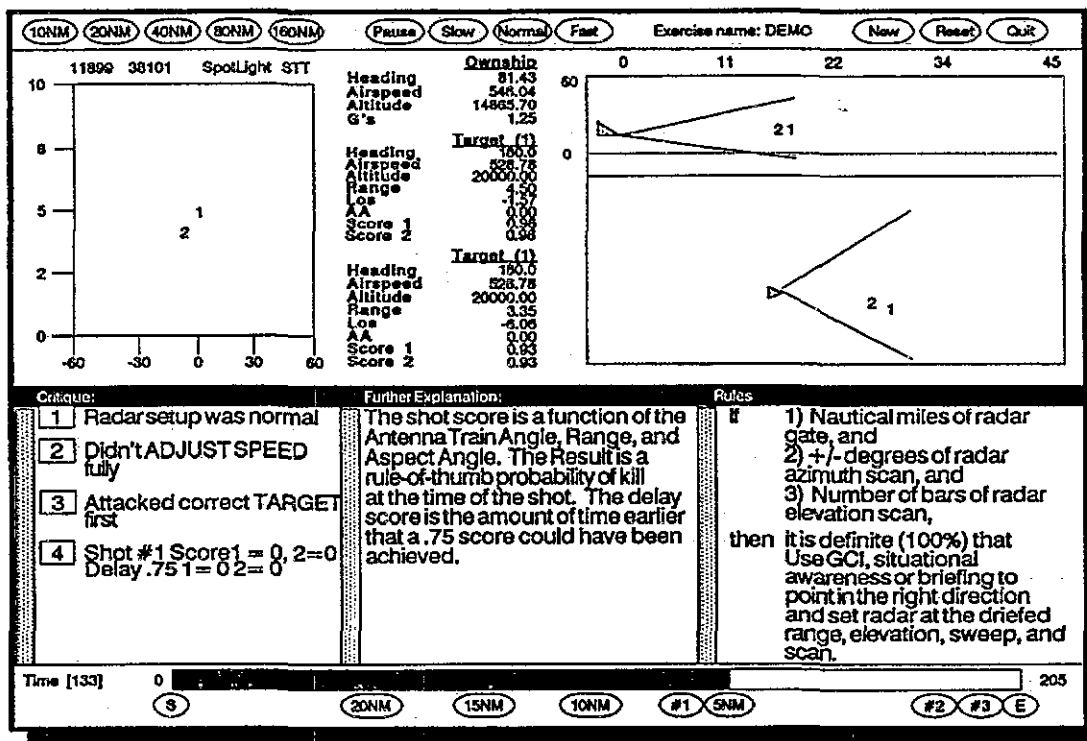 10NM 20NM 40NM 80NM 160NM Pause Slow Normal Fast Exercise name: DEMO New Reset Quit
11899 38101 SpotLight STT
10
8
5
2
0
-60 -30 0 30 60
1
2
Ownship
Heading 81.43
Airspeed 546.04
Altitude 14865.70
G's 1.25
Target (1)
Heading 160.0
Airspeed 528.78
Altitude 20000.00
Range 4.50
Los -1.57
AA 0.00
Score 1 0.96
Score 2 0.96
Target (1)
Heading 160.0
Airspeed 528.78
Altitude 20000.00
Range 3.35
Los -6.06
AA 0.00
Score 1 0.93
Score 2 0.93
0 11 22 34 45
60
0
2 1
2 1
Critique:
1 Radar setup was normal
2 Didn't ADJUST SPEED
fully
3 Attacked correct TARGET
first
4 Shot #1 Score1 = 0, 2=0
Delay .75 1= 0 2= 0
Further Explanation:
The shot score is a function of the
Antenna Train Angle, Range, and
Aspect Angle. The Result is a
rule-of-thumb probability of kill
at the time of the shot. The delay
score is the amount of time earlier
that a .75 score could have been
achieved.
Rules
If 1) Nautical miles of radar
gate, and
2) +/- degrees of radar
azimuth scan, and
3) Number of bars of radar
elevation scan,
then it is definite (100%) that
Use GCI, situational
awareness or briefing to
point in the right direction
and set radar at the driefed
range, elevation, sweep, and
scan.
Time [133] 0 205
S 20NM 15NM 10NM #1 5NM #2 #3 E